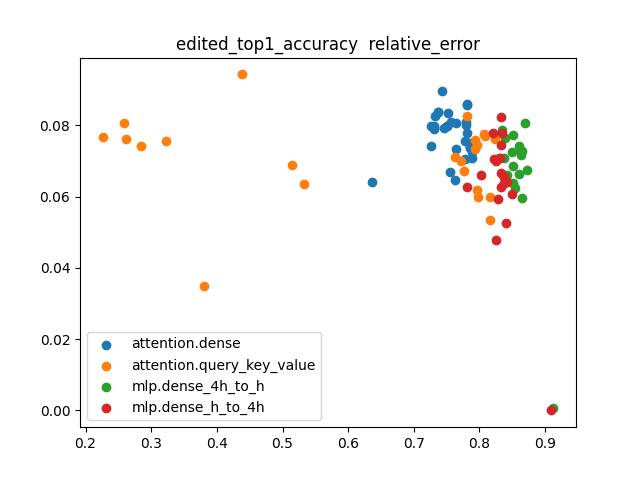 edited_top1_accuracy  relative_error
0.08
0.06
0.04
0.02
0.00
attention.dense
attention.query_key_value
mlp.dense_4h_to_h
mlp.dense_h_to_4h
0.2 0.3 0.4 0.5 0.6 0.7 0.8 0.9